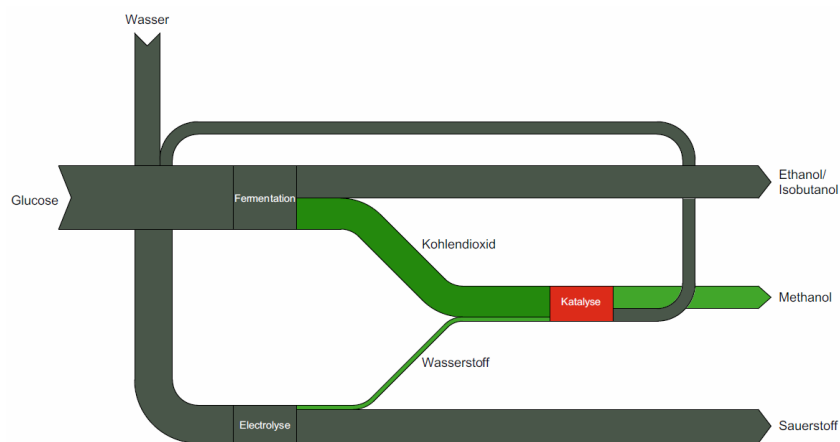 Wasser
Glucose
Fermentation
Ethanol/
Isobutanol
Kohlendioxid
Katalyse
Methanol
Wasserstoff
Electrolyse
Sauerstoff